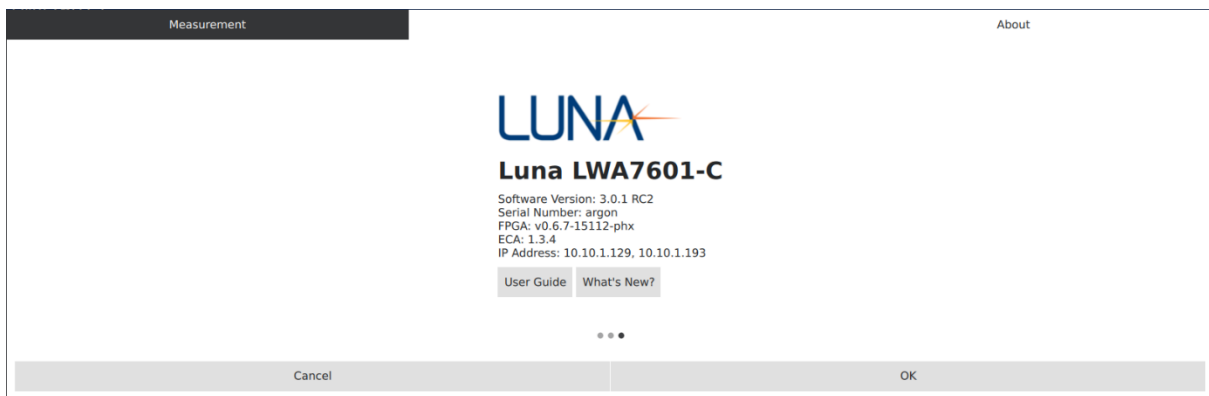 Measurement
About
LUNA
Luna LWA7601-C
Software Version: 3.0.1 RC2
Serial Number: argon
FPGA: v0.6.7-15112-phx
ECA: 1.3.4
IP Address: 10.10.1.129, 10.10.1.193
User Guide
What's New?
Cancel
OK